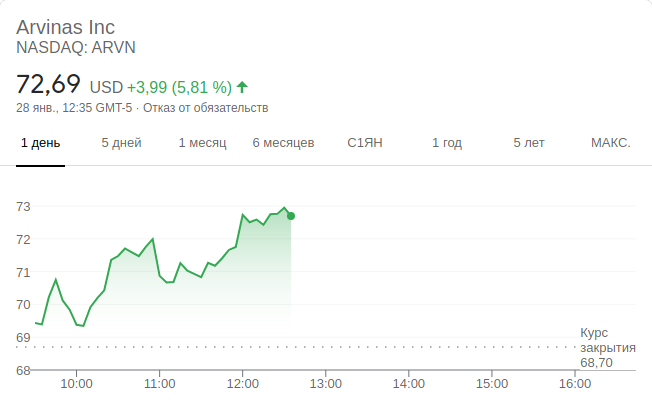 Arvinas Inc
NASDAQ: ARVN
72,69 USD +3,99 (5,81 %)
28 янв., 12:35 GMT-5 · Отказ от обязательств
1 день 5 дней 1 месяц 6 месяцев С1ЯН 1 год 5 лет МАКС.
73
72
71
70
69
68
Курс
закрытия
68,70
10:00 11:00 12:00 13:00 14:00 15:00 16:00